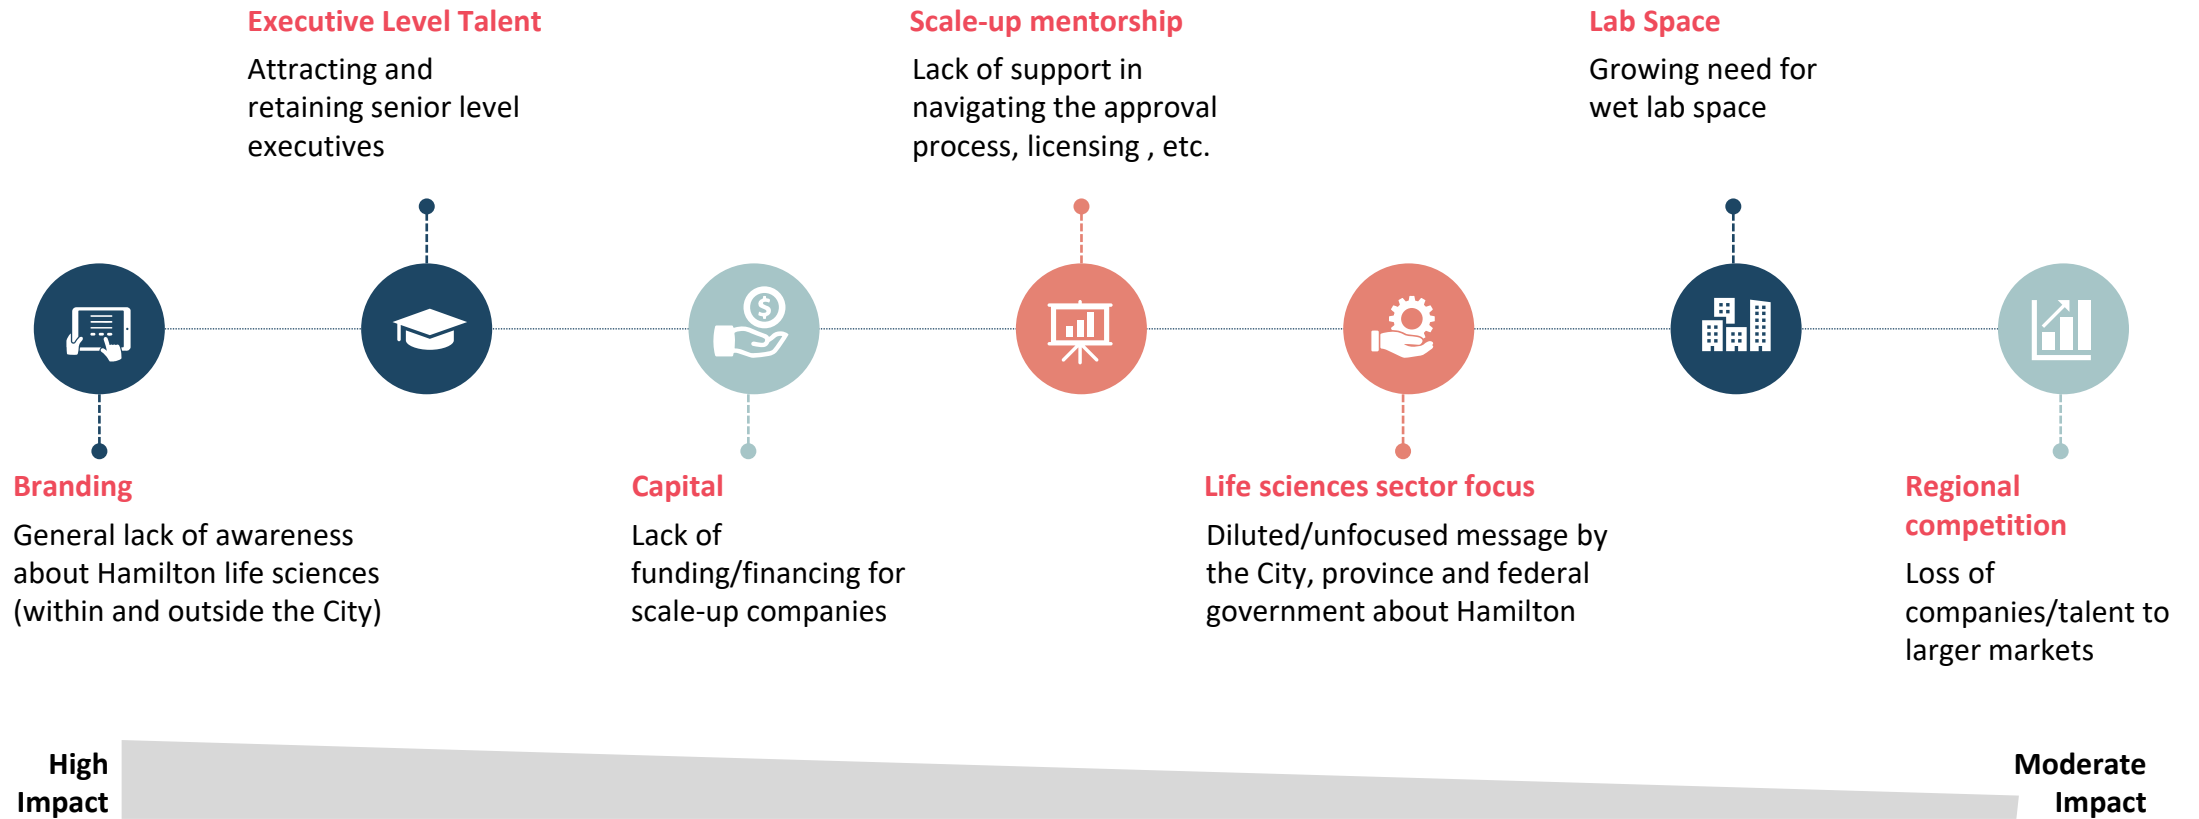 Executive Level Talent
Attracting and
retaining senior level
executives
Scale-up mentorship
Lack of support in
navigating the approval
process, licensing , etc.
Lab Space
Growing need for
wet lab space
$
Branding
General lack of awareness
about Hamilton life sciences
(within and outside the City)
Capital
Lack of
funding/financing for
scale-up companies
Life sciences sector focus
Diluted/unfocused message by
the City, province and federal
government about Hamilton
Regional
competition
Loss of
companies/talent to
larger markets
High
Impact
Moderate
Impact